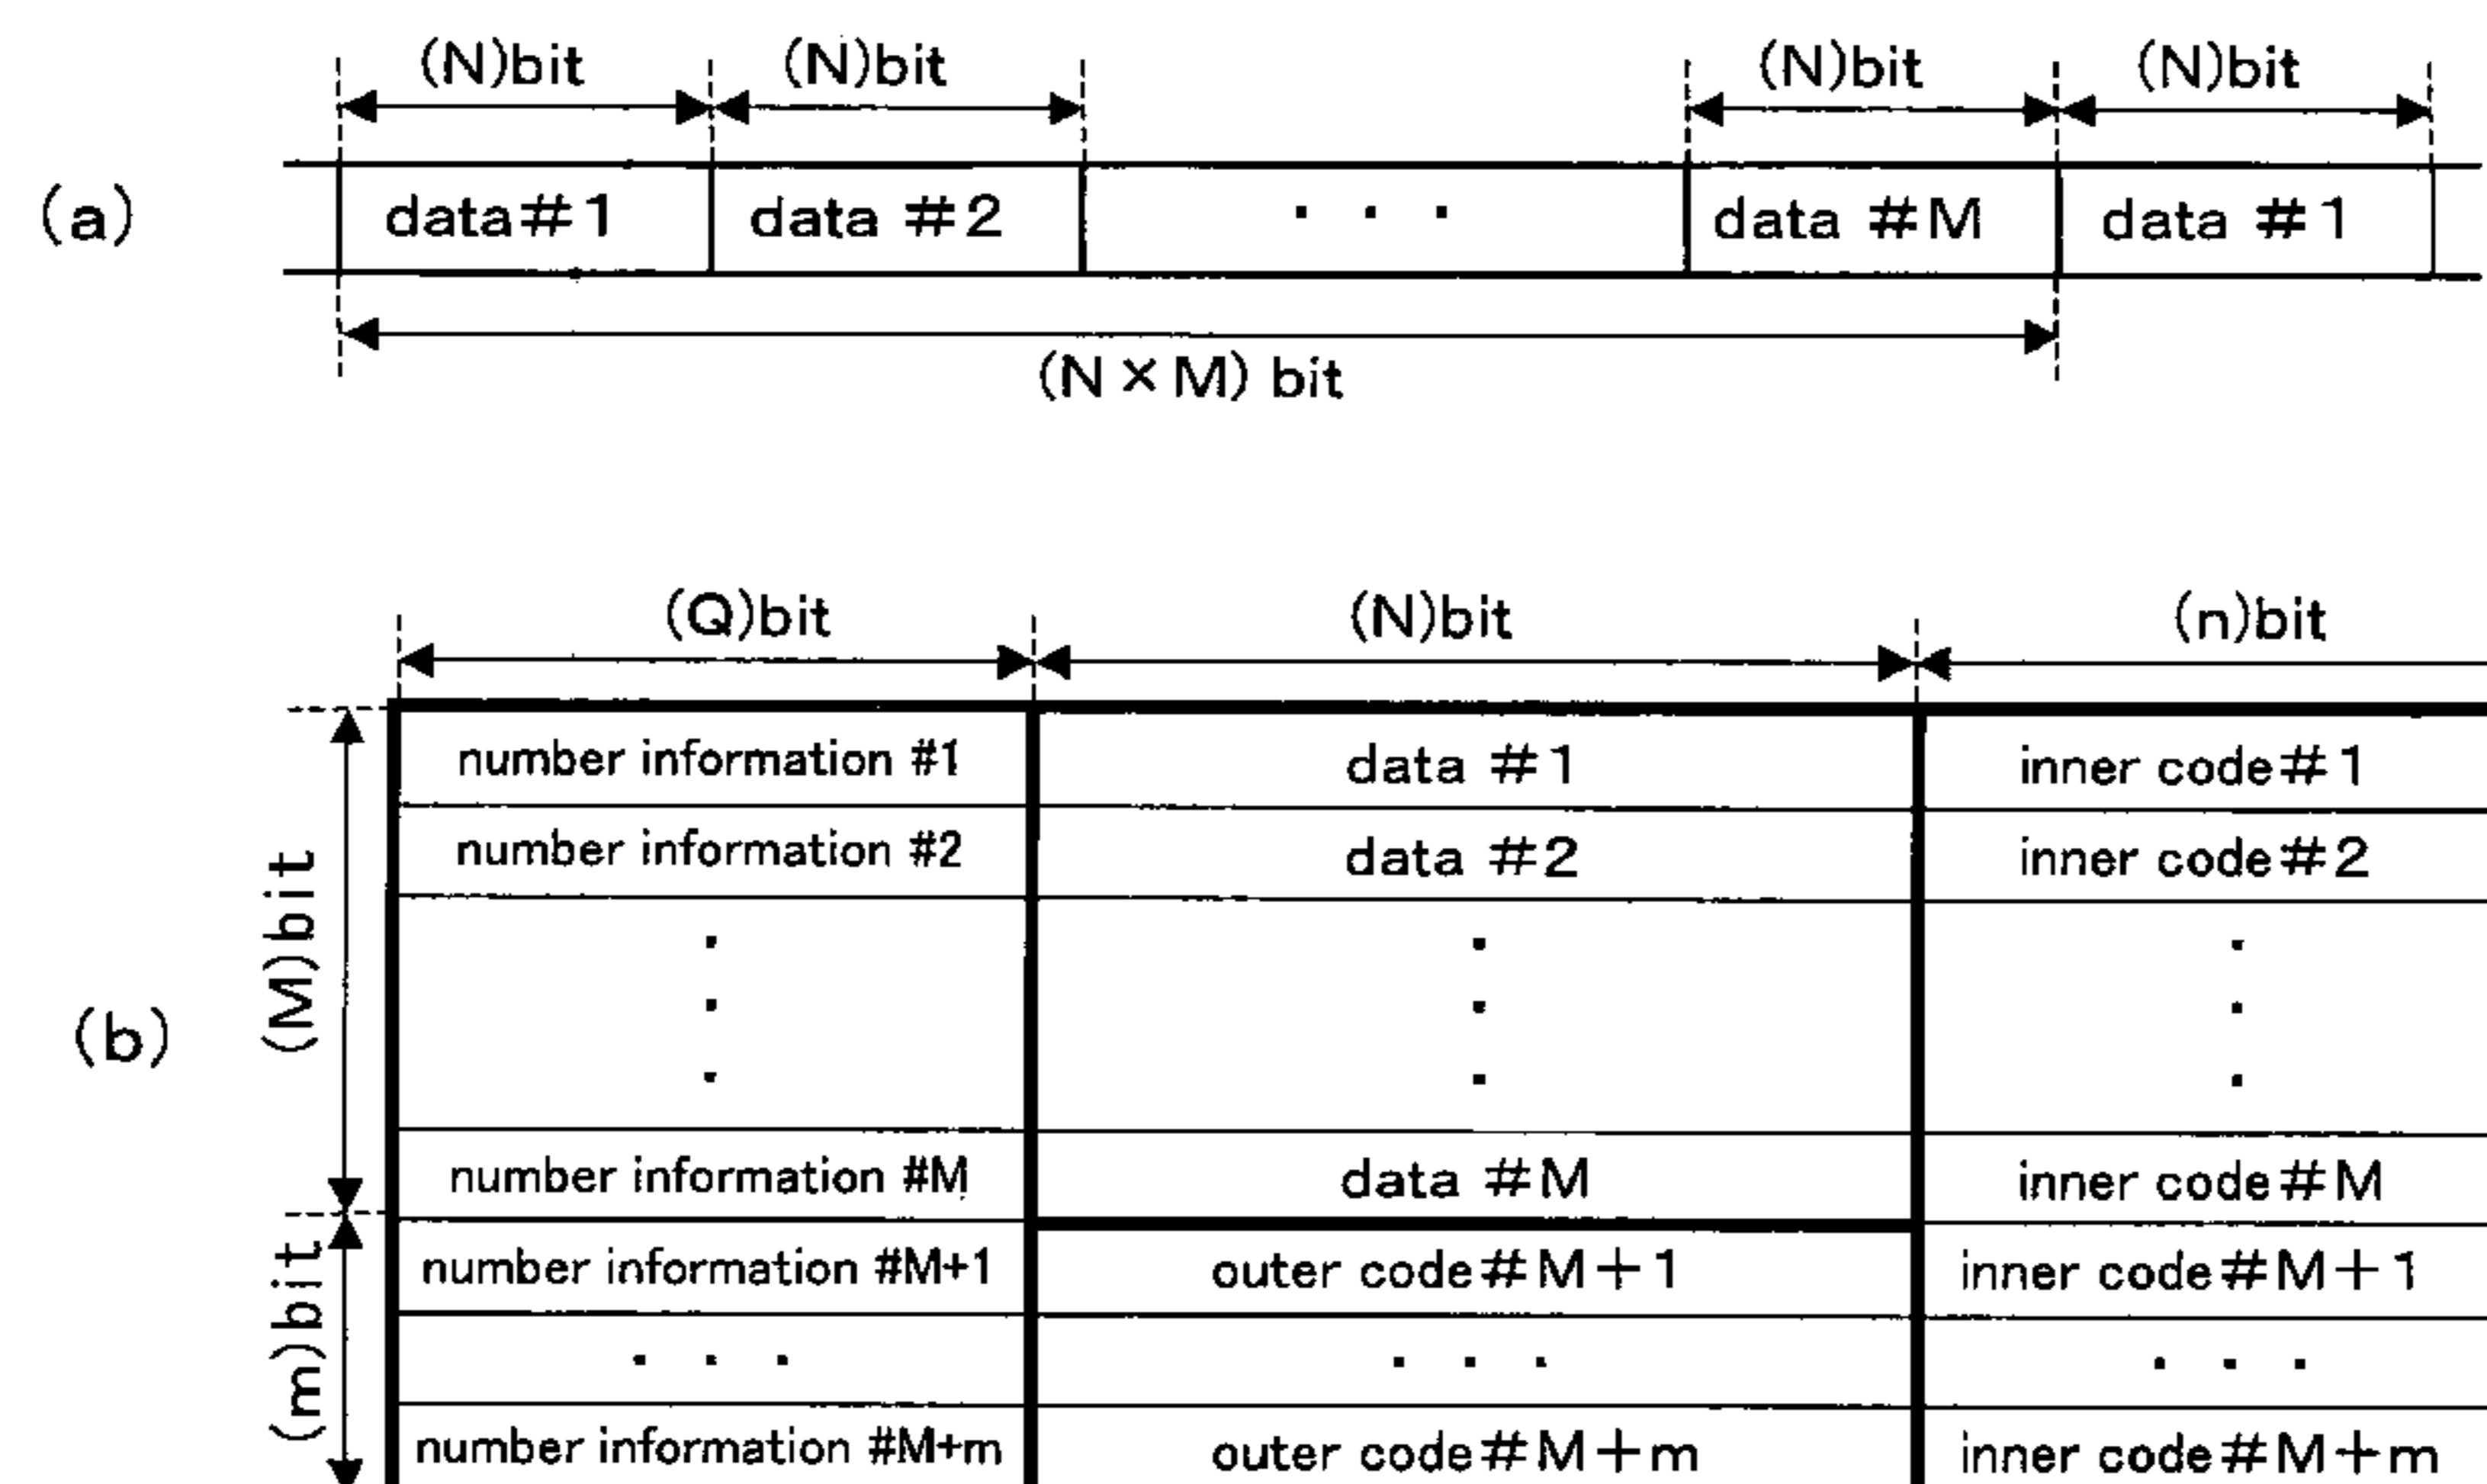 (N)bit (N)bit (N)bit (N)bit
(a) data#1 data #2 · · · data #M data #1
(N×M) bit
(Q)bit (N)bit (n)bit
number information #1 data #1 inner code#1
number information #2 data #2 inner code#2
(M)bit
(b)
number information #M data #M inner code#M
(m)bit
number information #M+1 outer code#M+1 inner code#M+1
· · · · · · · · ·
number information #M+m outer code#M+m inner code#M+m